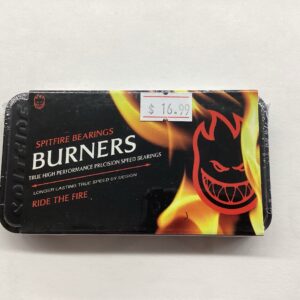 $ 16.99
SPITFIRE BEARINGS
BURNERS
TRUE HIGH PERFORMANCE PRECISION SPEED BEARINGS
LONGER LASTING TRUE SPEED BY DESIGN
RIDE THE FIRE
SPITFIRE